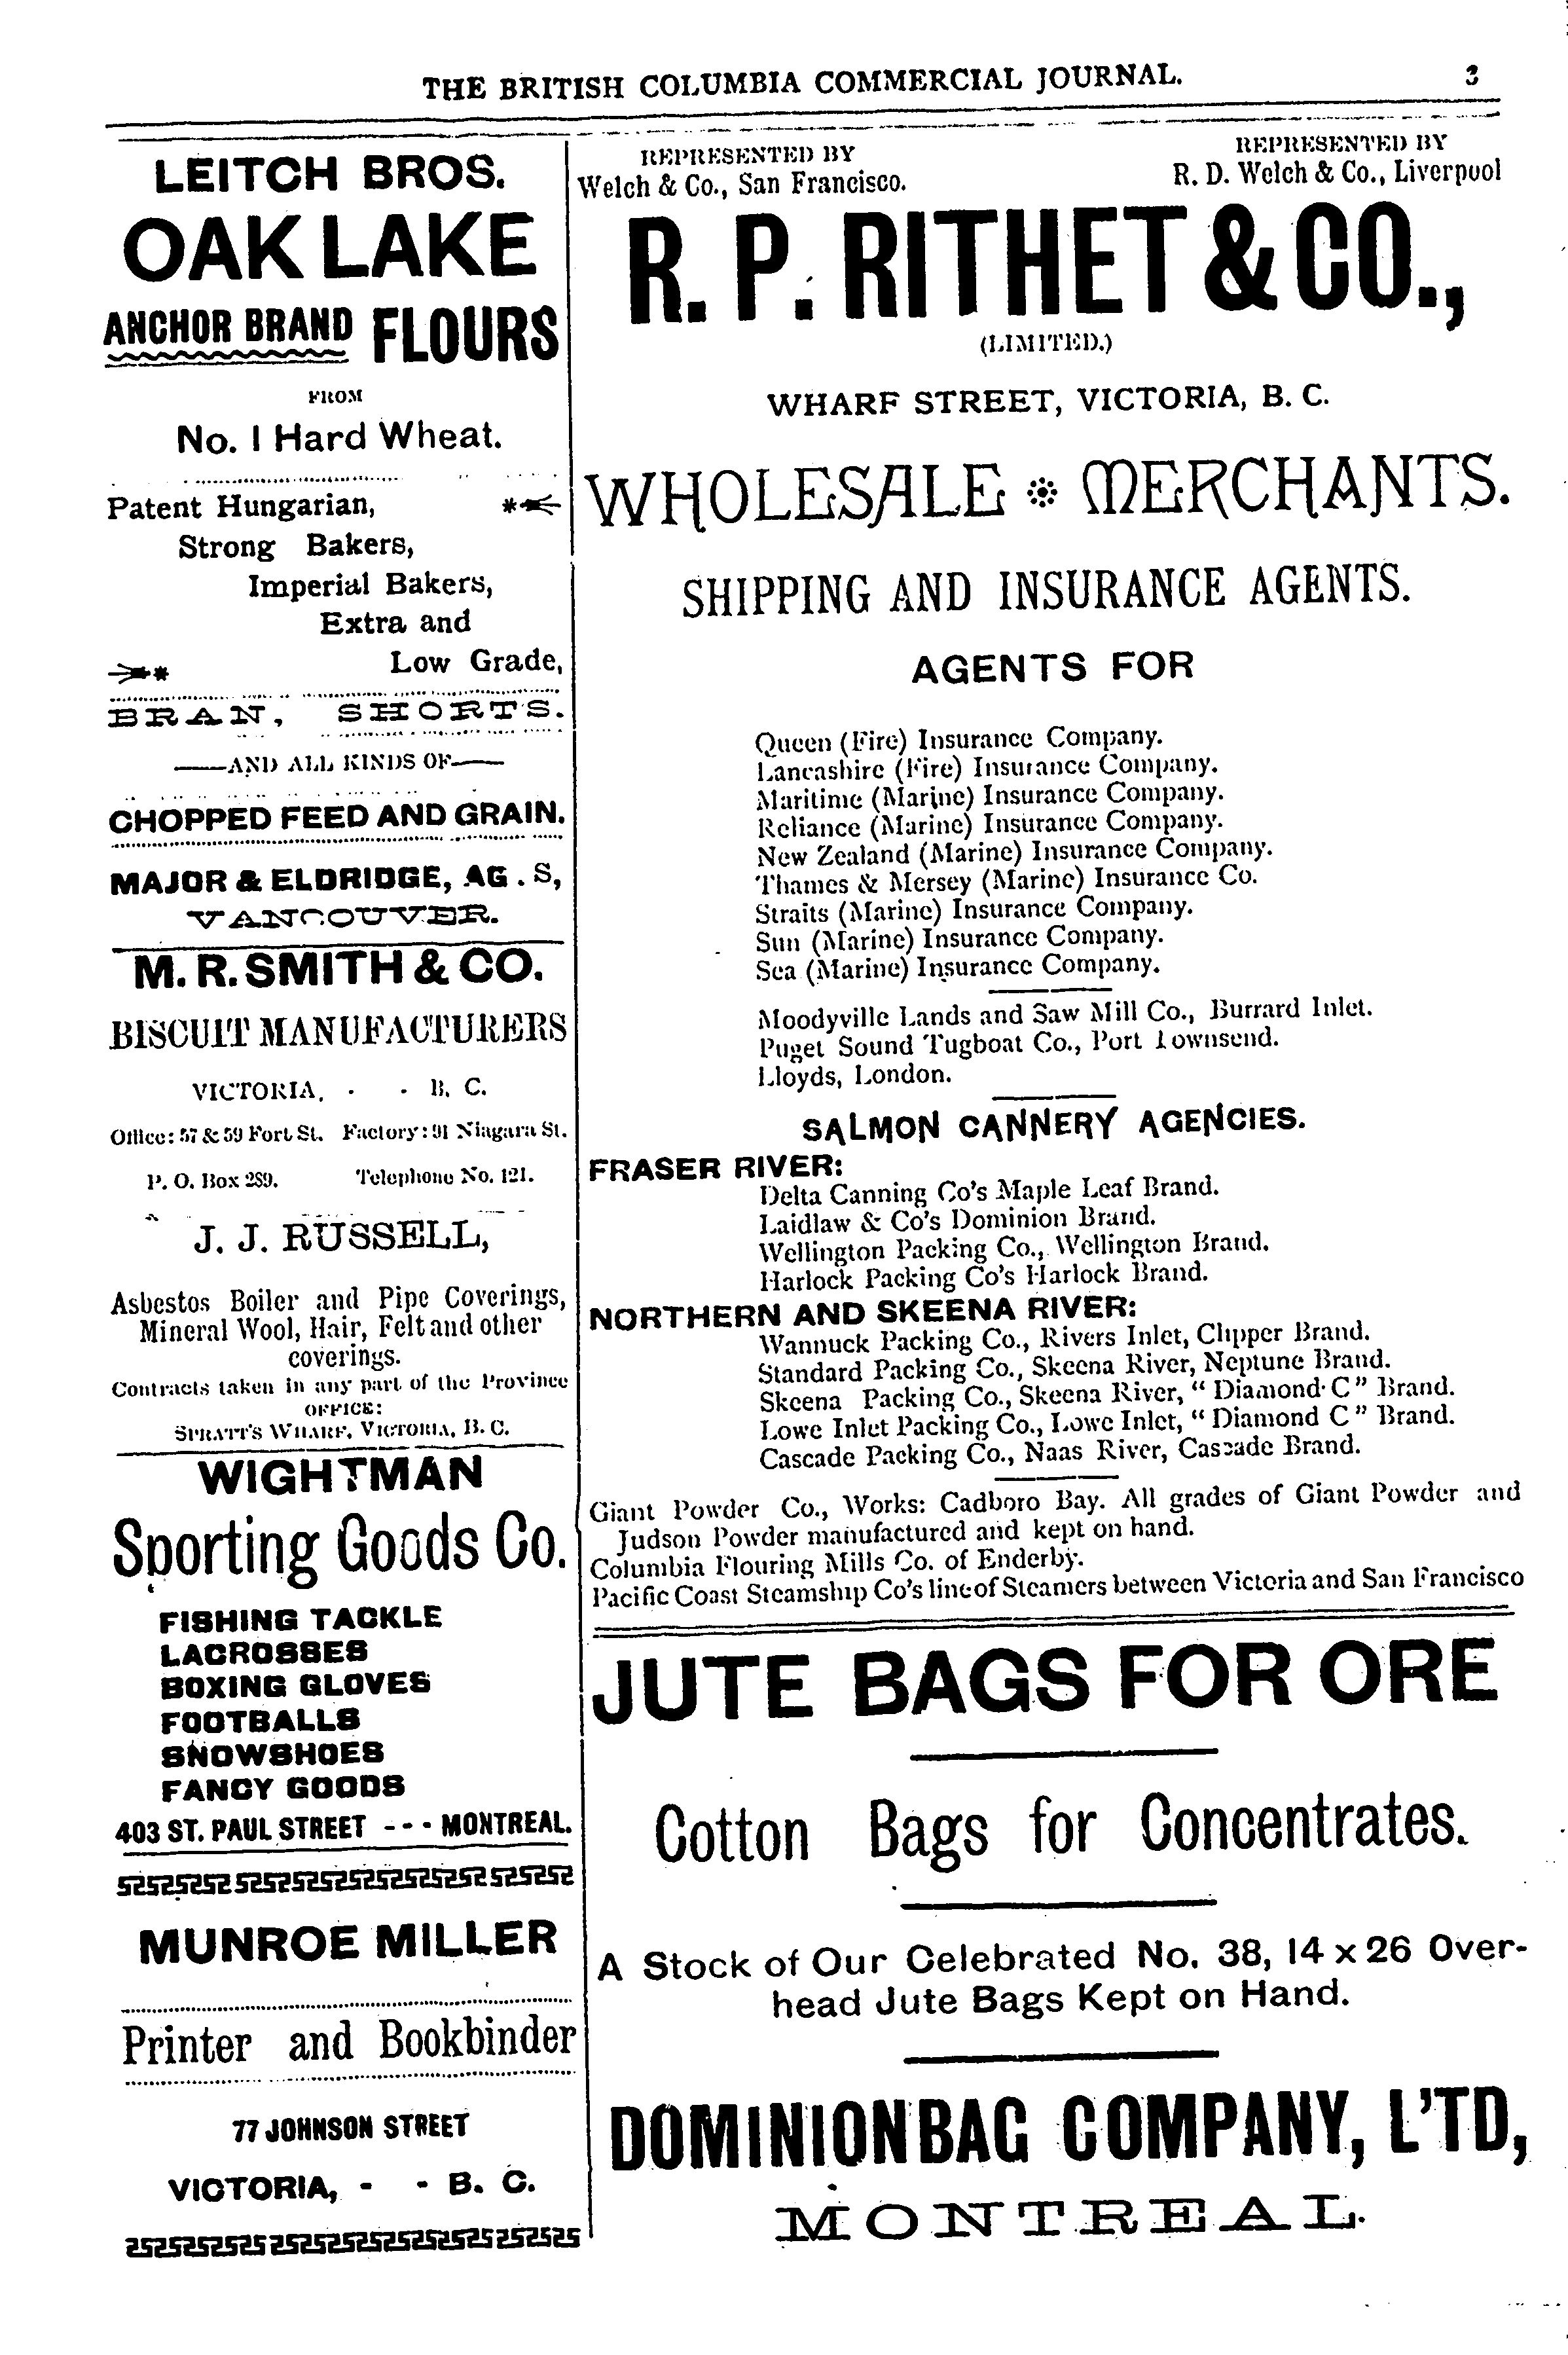 THE BRITISH COLUMBIA COMMERCIAL JOURNAL. 3
LEITCH BROS.
OAK LAKE
ANCHOR BRAND FLOURS
FROM
No. 1 Hard Wheat.
Patent Hungarian,
Strong Bakers,
Imperial Bakers,
Extra and
Low Grade,
BRAN, SHORTS.
—AND ALL KINDS OF—
CHOPPED FEED AND GRAIN.
MAJOR & ELDRIDGE, AG . S,
VANCOUVER.
M. R. SMITH & CO.
BISCUIT MANUFACTURERS
VICTORIA, - - B. C.
Office: 57 & 59 Fort St. Factory: 91 Niagara St.
P. O. Box 289. Telephone No. 121.
J. J. RUSSELL,
Asbestos Boiler and Pipe Coverings,
Mineral Wool, Hair, Felt and other
coverings.
Contracts taken in any part of the Province
OFFICE:
SPRATT'S WHARF, VICTORIA, B. C.
WIGHTMAN
Sporting Goods Co.
FISHING TACKLE
LACROSSES
BOXING GLOVES
FOOTBALLS
SNOWSHOES
FANCY GOODS
403 ST. PAUL STREET - - - MONTREAL.
MUNROE MILLER
Printer and Bookbinder
77 JOHNSON STREET
VICTORIA, - - B. C.
REPRESENTED BY
Welch & Co., San Francisco.
REPRESENTED BY
R. D. Welch & Co., Liverpool
R. P. RITHET & CO.,
(LIMITED.)
WHARF STREET, VICTORIA, B. C.
WHOLESALE MERCHANTS.
SHIPPING AND INSURANCE AGENTS.
AGENTS FOR
Queen (Fire) Insurance Company.
Lancashire (Fire) Insurance Company.
Maritime (Marine) Insurance Company.
Reliance (Marine) Insurance Company.
New Zealand (Marine) Insurance Company.
Thames & Mersey (Marine) Insurance Co.
Straits (Marine) Insurance Company.
Sun (Marine) Insurance Company.
Sea (Marine) Insurance Company.
Moodyville Lands and Saw Mill Co., Burrard Inlet.
Puget Sound Tugboat Co., Port Townsend.
Lloyds, London.
SALMON CANNERY AGENCIES.
FRASER RIVER:
Delta Canning Co's Maple Leaf Brand.
Laidlaw & Co's Dominion Brand.
Wellington Packing Co., Wellington Brand.
Harlock Packing Co's Harlock Brand.
NORTHERN AND SKEENA RIVER:
Wannuck Packing Co., Rivers Inlet, Clipper Brand.
Standard Packing Co., Skeena River, Neptune Brand.
Skeena Packing Co., Skeena River, " Diamond C " Brand.
Lowe Inlet Packing Co., Lowe Inlet, " Diamond C " Brand.
Cascade Packing Co., Naas River, Cascade Brand.
Giant Powder Co., Works: Cadboro Bay. All grades of Giant Powder and
Judson Powder manufactured and kept on hand.
Columbia Flouring Mills Co. of Enderby.
Pacific Coast Steamship Co's line of Steamers between Victoria and San Francisco
JUTE BAGS FOR ORE
Cotton Bags for Concentrates.
A Stock of Our Celebrated No. 38, 14 x 26 Over-
head Jute Bags Kept on Hand.
DOMINION BAG COMPANY, L'TD,
MONTREAL.